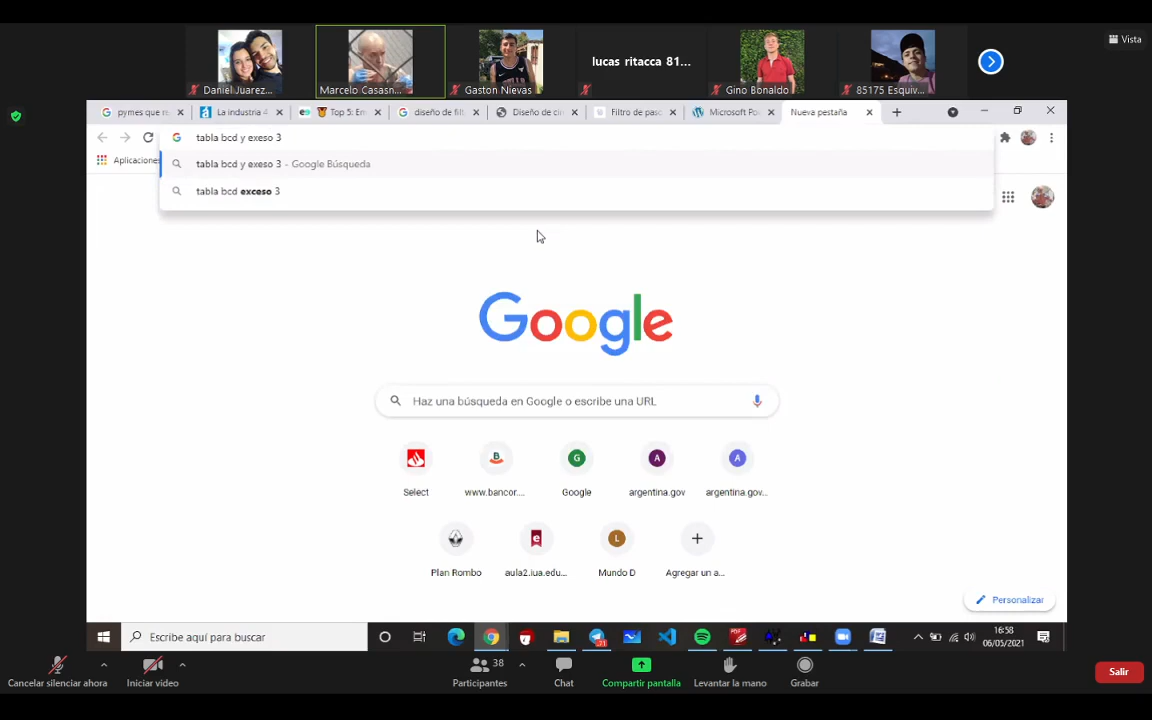 Vista
Daniel Juarez...
Marcelo Casasn...
Gaston Nievas
lucas ritacca 81...
Gino Bonaldo
85175 Esquiv...
pymes que re
La industria 4
Top 5: Em
diseño de filt
Diseño de cir
Filtro de paso
Microsoft Po
Nueva pestaña
tabla bcd y exeso 3
Aplicaciones
tabla bcd y exeso 3 - Google Búsqueda
tabla bcd exceso 3
Google
Haz una búsqueda en Google o escribe una URL
Select
www.bancor....
Google
argentina.gov
argentina.gov...
Plan Rombo
aula2.iua.edu...
Mundo D
Agregar un a...
Personalizar
Escribe aquí para buscar
16:58
06/05/2021
Cancelar silenciar ahora
Iniciar video
38
Participantes
Chat
Compartir pantalla
Levantar la mano
Grabar
Salir